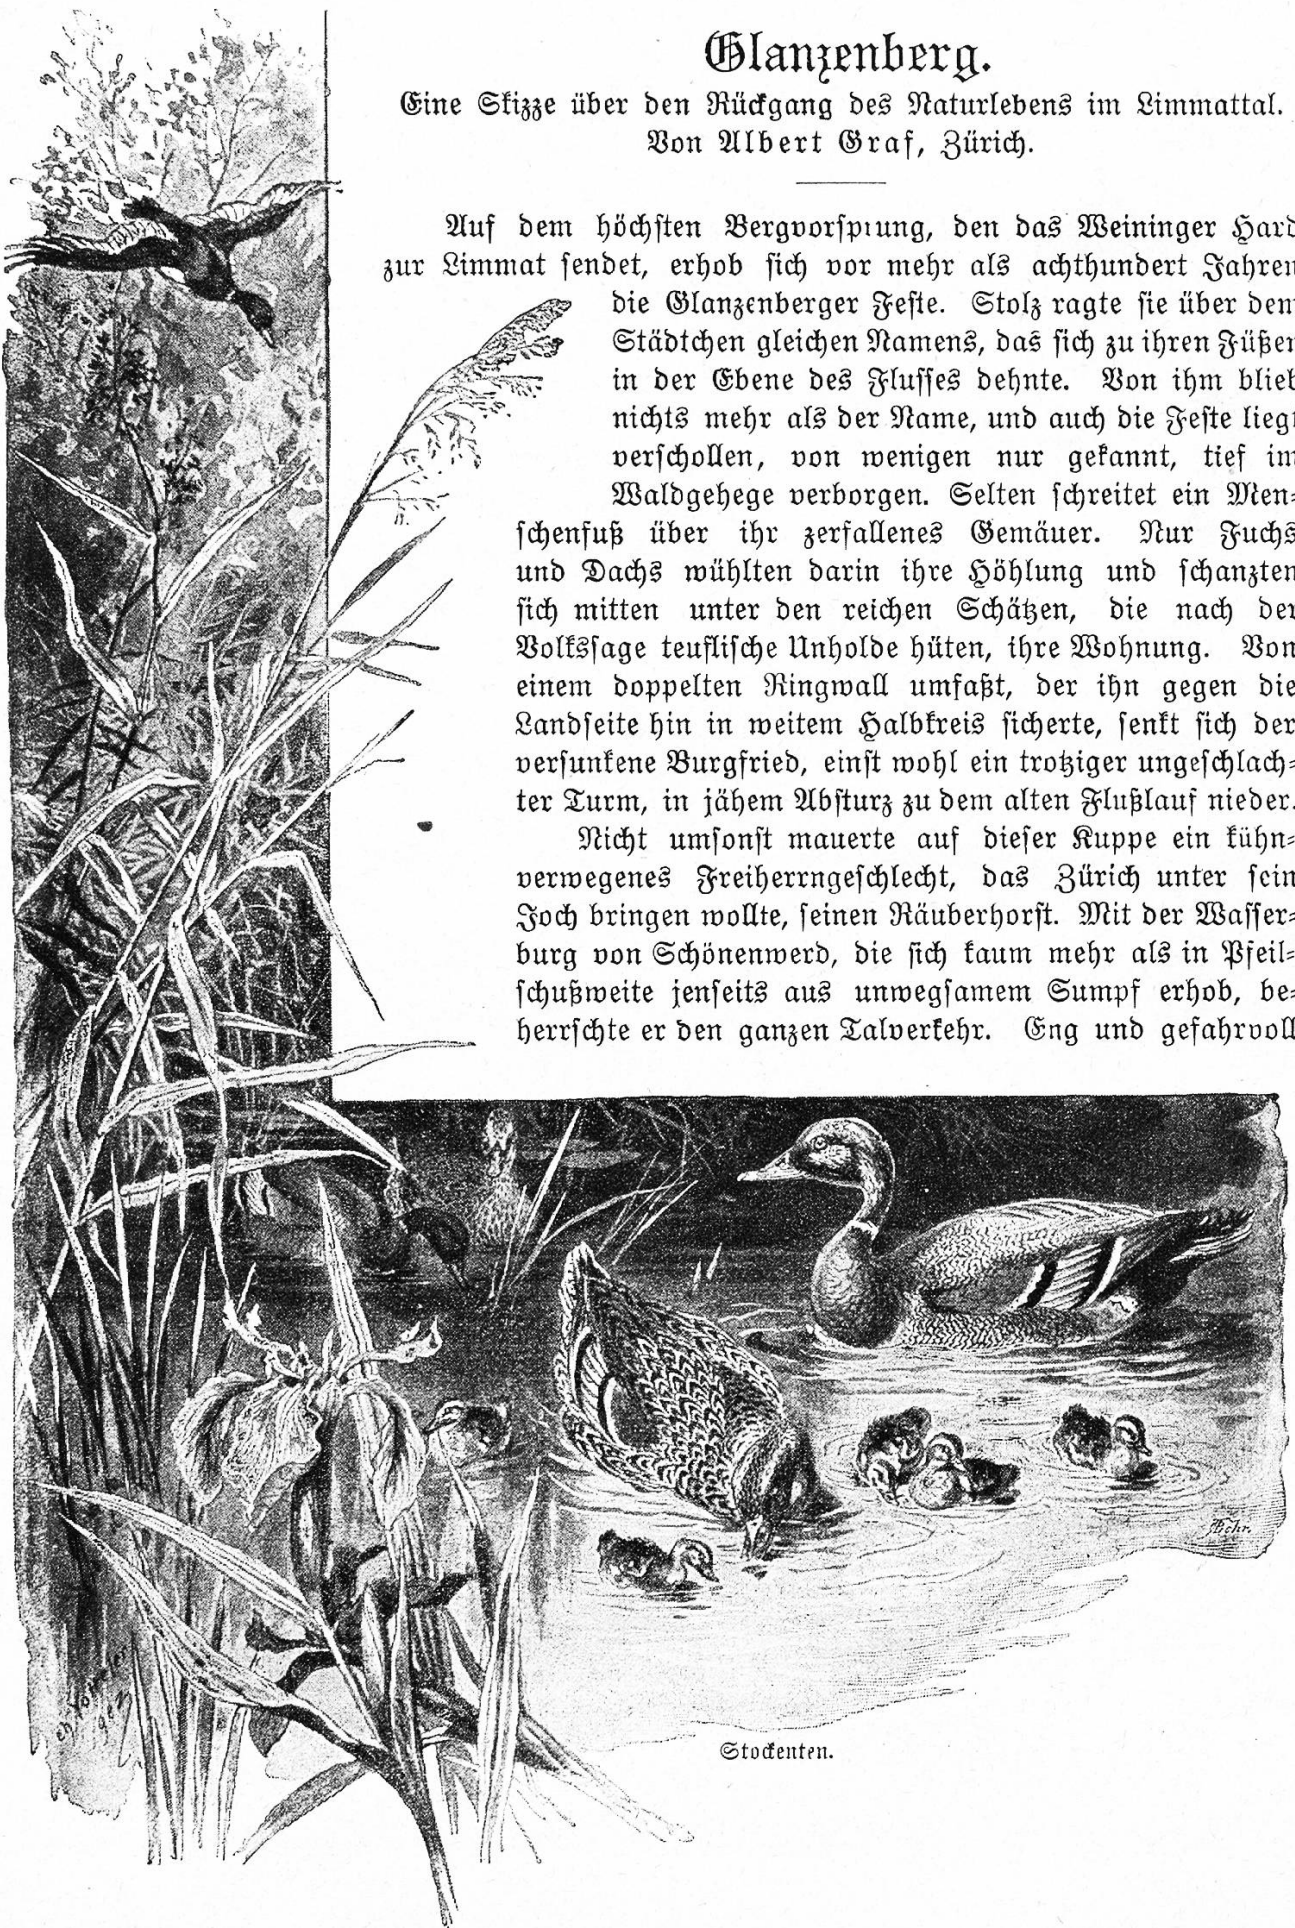 Glanzenberg.
Eine Skizze über den Rückgang des Naturlebens im Limmattal.
Von Albert Graf, Zürich.
Auf dem höchsten Bergvorsprung, den das Weininger Hard
zur Limmat sendet, erhob sich vor mehr als achthundert Jahren
die Glanzenberger Feste. Stolz ragte sie über dem
Städtchen gleichen Namens, das sich zu ihren Füßen
in der Ebene des Flusses dehnte. Von ihm blieb
nichts mehr als der Name, und auch die Feste liegt
verschollen, von wenigen nur gekannt, tief im
Waldgehege verborgen. Selten schreitet ein Men-
schenfuß über ihr zerfallenes Gemäuer. Nur Fuchs
und Dachs wühlten darin ihre Höhlung und schanzten
sich mitten unter den reichen Schätzen, die nach der
Volkssage teuflische Unholde hüten, ihre Wohnung. Von
einem doppelten Ringwall umfaßt, der ihn gegen die
Landseite hin in weitem Halbkreis sicherte, senkt sich der
versunkene Burgfried, einst wohl ein trotziger ungeschlach-
ter Turm, in jähem Absturz zu dem alten Flußlauf nieder.
Nicht umsonst mauerte auf dieser Kuppe ein kühn-
verwegenes Freiherrngeschlecht, das Zürich unter sein
Joch bringen wollte, seinen Räuberhorst. Mit der Wasser-
burg von Schönenwerd, die sich kaum mehr als in Pfeil-
schußweite jenseits aus unwegsamem Sumpf erhob, be-
herrschte er den ganzen Talverkehr. Eng und gefahrvoll
Stockenten.